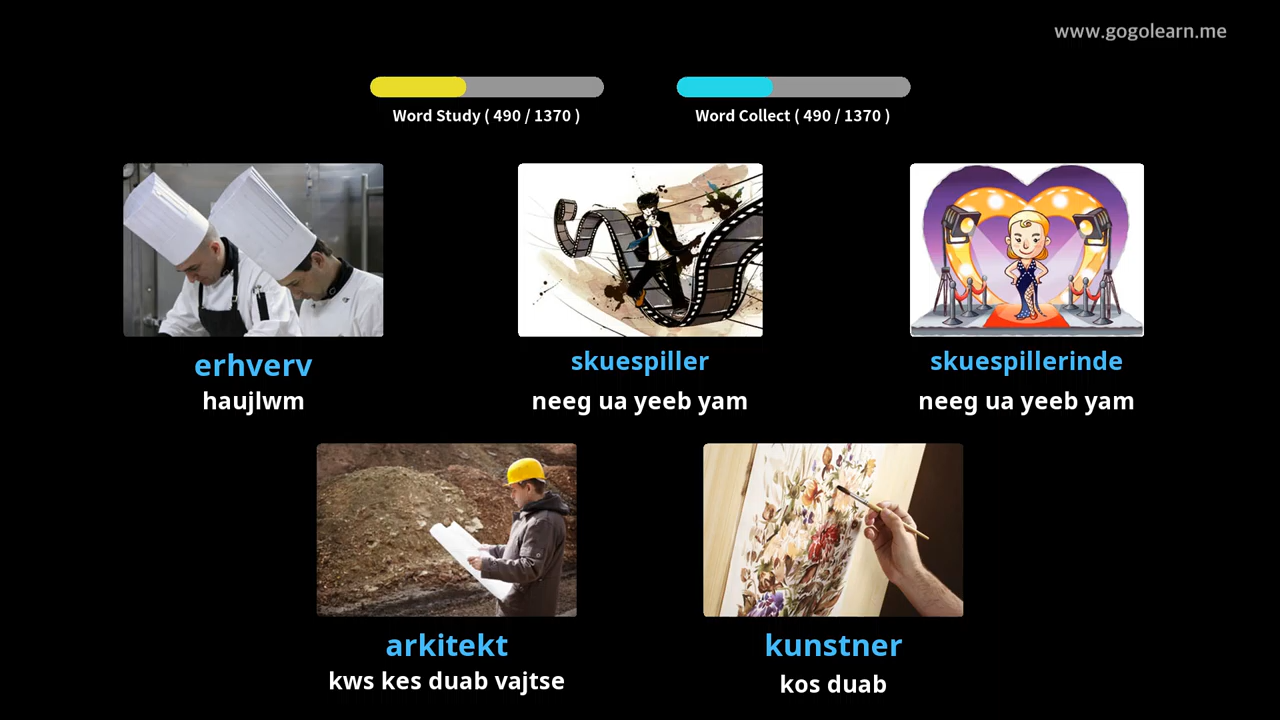 www.gogolearn.me
Word Study ( 490 / 1370 )
Word Collect ( 490 / 1370 )
erhverv
haujlwm
skuespiller
neeg ua yeeb yam
skuespillerinde
neeg ua yeeb yam
arkitekt
kws kes duab vajtse
kunstner
kos duab